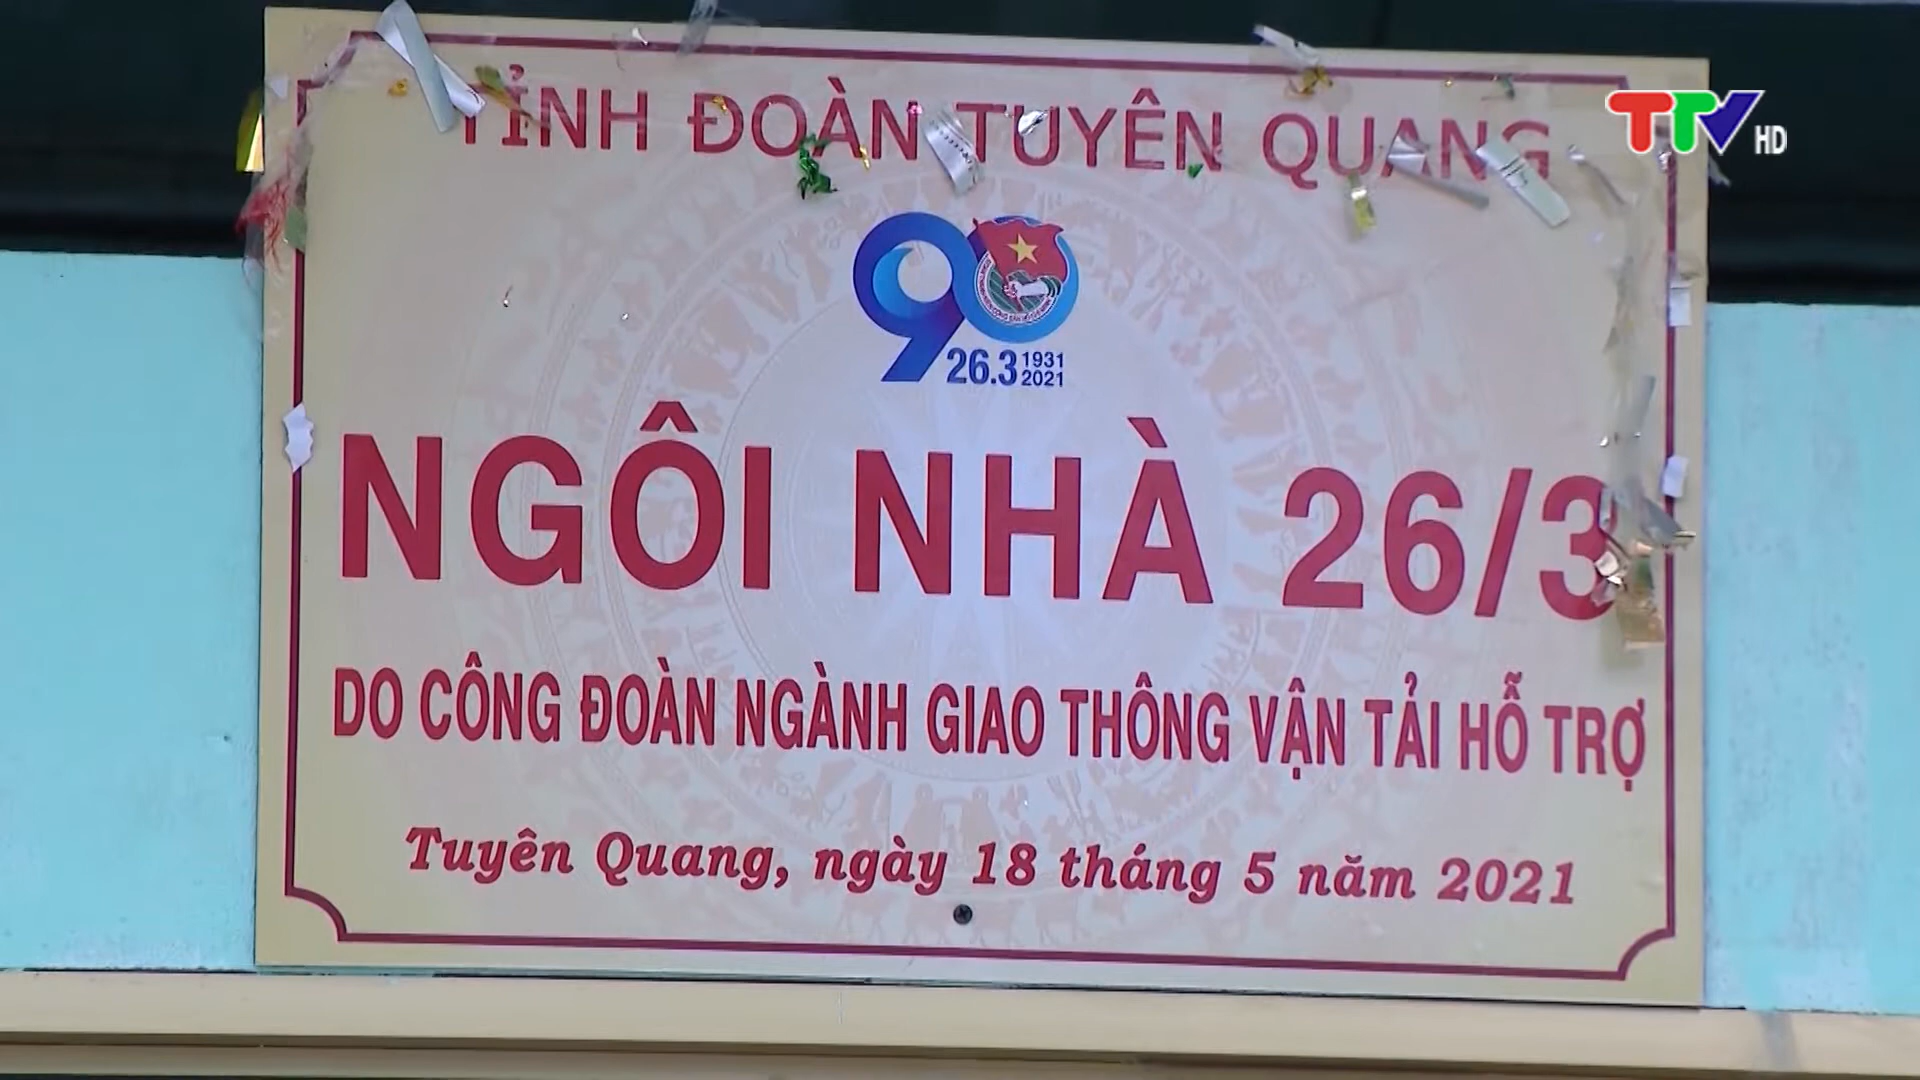 TỈNH ĐOÀN TUYÊN QUANG
TTV HD
90
26.3 1931 2021
NGÔI NHÀ 26/3
DO CÔNG ĐOÀN NGÀNH GIAO THÔNG VẬN TẢI HỖ TRỢ
Tuyên Quang, ngày 18 tháng 5 năm 2021